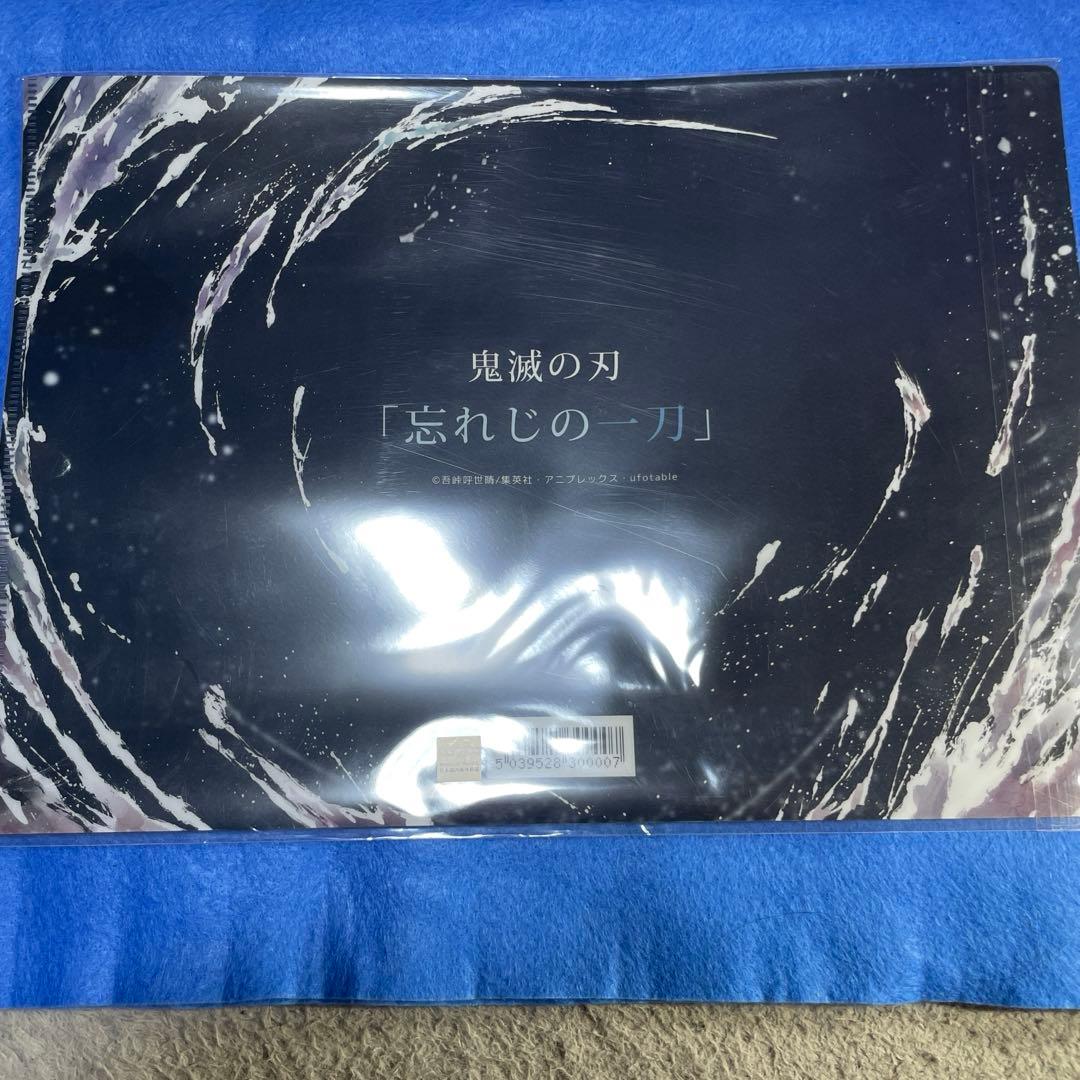 鬼滅の刃
「忘れじの一刀」
©吾峠呼世晴/集英社・アニプレックス・ufotable
5039528300007